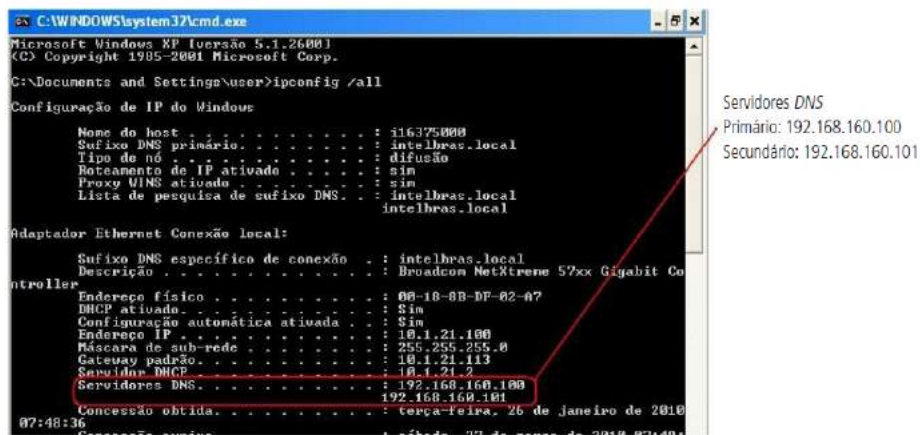 C:\WINDOWS\system32\cmd.exe
Microsoft Windows XP [versão 5.1.2600]
(C) Copyright 1985-2001 Microsoft Corp.
C:\Documents and Settings\user>ipconfig /all
Configuração de IP do Windows
Nome do host . . . . . . . . . . . : i16375000
Sufixo DNS primário. . . . . . . . : intelbras.local
Tipo de nó . . . . . . . . . . . . : difusão
Roteamento de IP ativado . . . . . : sim
Proxy WINS ativado . . . . . . . . : sim
Lista de pesquisa de sufixo DNS. . : intelbras.local
intelbras.local
Adaptador Ethernet Conexão local:
Sufixo DNS específico de conexão . : intelbras.local
Descrição . . . . . . . . . . . . : Broadcom NetXtreme 57xx Gigabit Co
ntroller
Endereço físico . . . . . . . . . : 00-18-8B-DF-02-A7
DHCP ativado. . . . . . . . . . . : Sim
Configuração automática ativada . . : Sim
Endereço IP . . . . . . . . . . . : 10.1.21.100
Máscara de sub-rede . . . . . . . : 255.255.255.0
Gateway padrão. . . . . . . . . . : 10.1.21.113
Servidor DHCP . . . . . . . . . . : 10.1.21.2
Servidores DNS. . . . . . . . . . : 192.168.160.100
192.168.160.101
Concessão obtida. . . . . . . . . : terça-feira, 26 de janeiro de 2010
07:48:36
Servidores DNS
Primário: 192.168.160.100
Secundário: 192.168.160.101